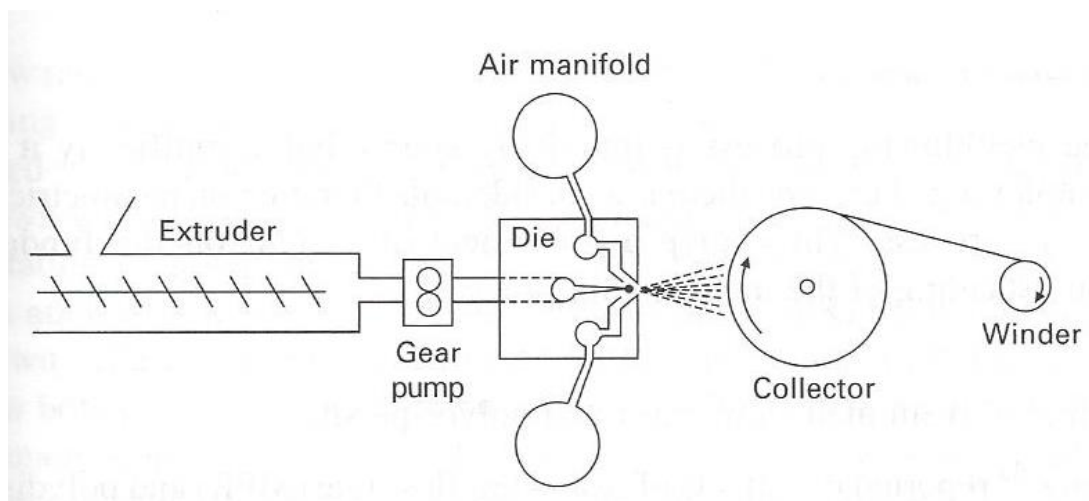 Air manifold
Extruder
Die
Gear
pump
Winder
Collector